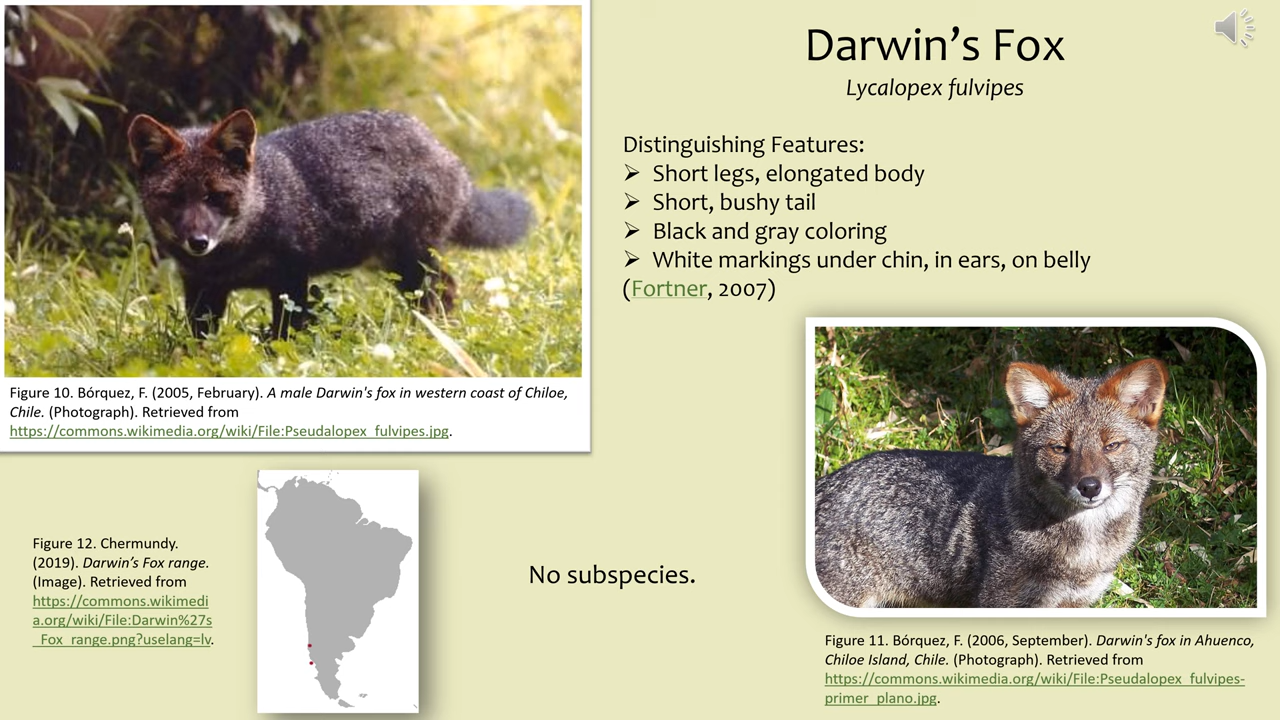 Darwin's Fox
Lycalopex fulvipes
Distinguishing Features:
➢ Short legs, elongated body
➢ Short, bushy tail
➢ Black and gray coloring
➢ White markings under chin, in ears, on belly
(Fortner, 2007)
Figure 10. Bórquez, F. (2005, February). A male Darwin's fox in western coast of Chiloe,
Chile. (Photograph). Retrieved from
https://commons.wikimedia.org/wiki/File:Pseudalopex_fulvipes.jpg.
Figure 12. Chermundy.
(2019). Darwin's Fox range.
(Image). Retrieved from
https://commons.wikimedi
a.org/wiki/File:Darwin%27s
_Fox_range.png?uselang=lv.
No subspecies.
Figure 11. Bórquez, F. (2006, September). Darwin's fox in Ahuenco,
Chiloe Island, Chile. (Photograph). Retrieved from
https://commons.wikimedia.org/wiki/File:Pseudalopex_fulvipes-
primer_plano.jpg.